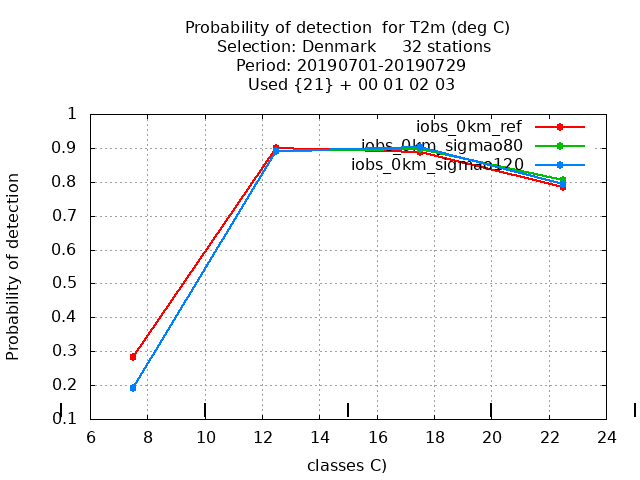 Probability of detection  for T2m (deg C)
Selection: Denmark     32 stations
Period: 20190701-20190729
Used {21} + 00 01 02 03
iobs_0km_ref
iobs_0km_sigmao80
iobs_0km_sigmao120
Probability of detection
1
0.9
0.8
0.7
0.6
0.5
0.4
0.3
0.2
0.1
6 8 10 12 14 16 18 20 22 24
classes C)